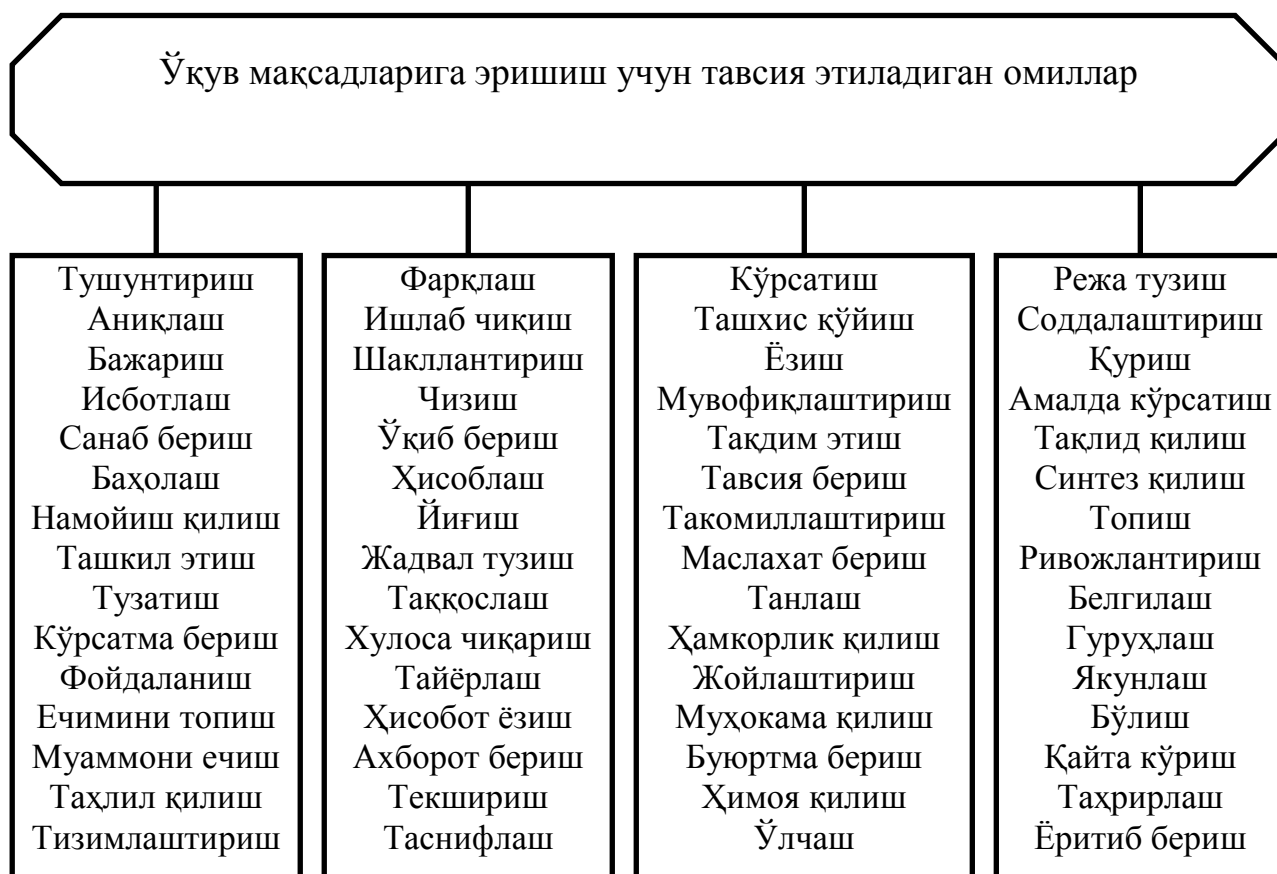 Ўқув мақсадларига эришиш учун тавсия этиладиган омиллар
Тушунтириш
Аниқлаш
Бажариш
Исботлаш
Санаб бериш
Баҳолаш
Намойиш қилиш
Ташкил этиш
Тузатиш
Кўрсатма бериш
Фойдаланиш
Ечимини топиш
Муаммони ечиш
Таҳлил қилиш
Тизимлаштириш
Фарқлаш
Ишлаб чиқиш
Шакллантириш
Чизиш
Ўқиб бериш
Ҳисоблаш
Йиғиш
Жадвал тузиш
Таққослаш
Хулоса чиқариш
Тайёрлаш
Ҳисобот ёзиш
Ахборот бериш
Текшириш
Таснифлаш
Кўрсатиш
Ташхис қўйиш
Ёзиш
Мувофиқлаштириш
Тақдим этиш
Тавсия бериш
Такомиллаштириш
Маслахат бериш
Танлаш
Ҳамкорлик қилиш
Жойлаштириш
Муҳокама қилиш
Буюртма бериш
Ҳимоя қилиш
Ўлчаш
Режа тузиш
Соддалаштириш
Қуриш
Амалда кўрсатиш
Тақлид қилиш
Синтез қилиш
Топиш
Ривожлантириш
Белгилаш
Гуруҳлаш
Якунлаш
Бўлиш
Қайта кўриш
Таҳрирлаш
Ёритиб бериш